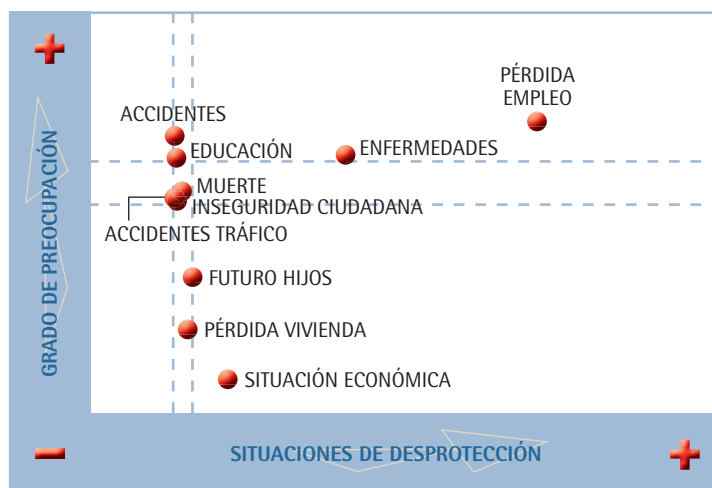 PÉRDIDA
EMPLEO
ACCIDENTES
EDUCACIÓN
ENFERMEDADES
MUERTE
INSEGURIDAD CIUDADANA
ACCIDENTES TRÁFICO
FUTURO HIJOS
PÉRDIDA VIVIENDA
SITUACIÓN ECONÓMICA
GRADO DE PREOCUPACIÓN
SITUACIONES DE DESPROTECCIÓN